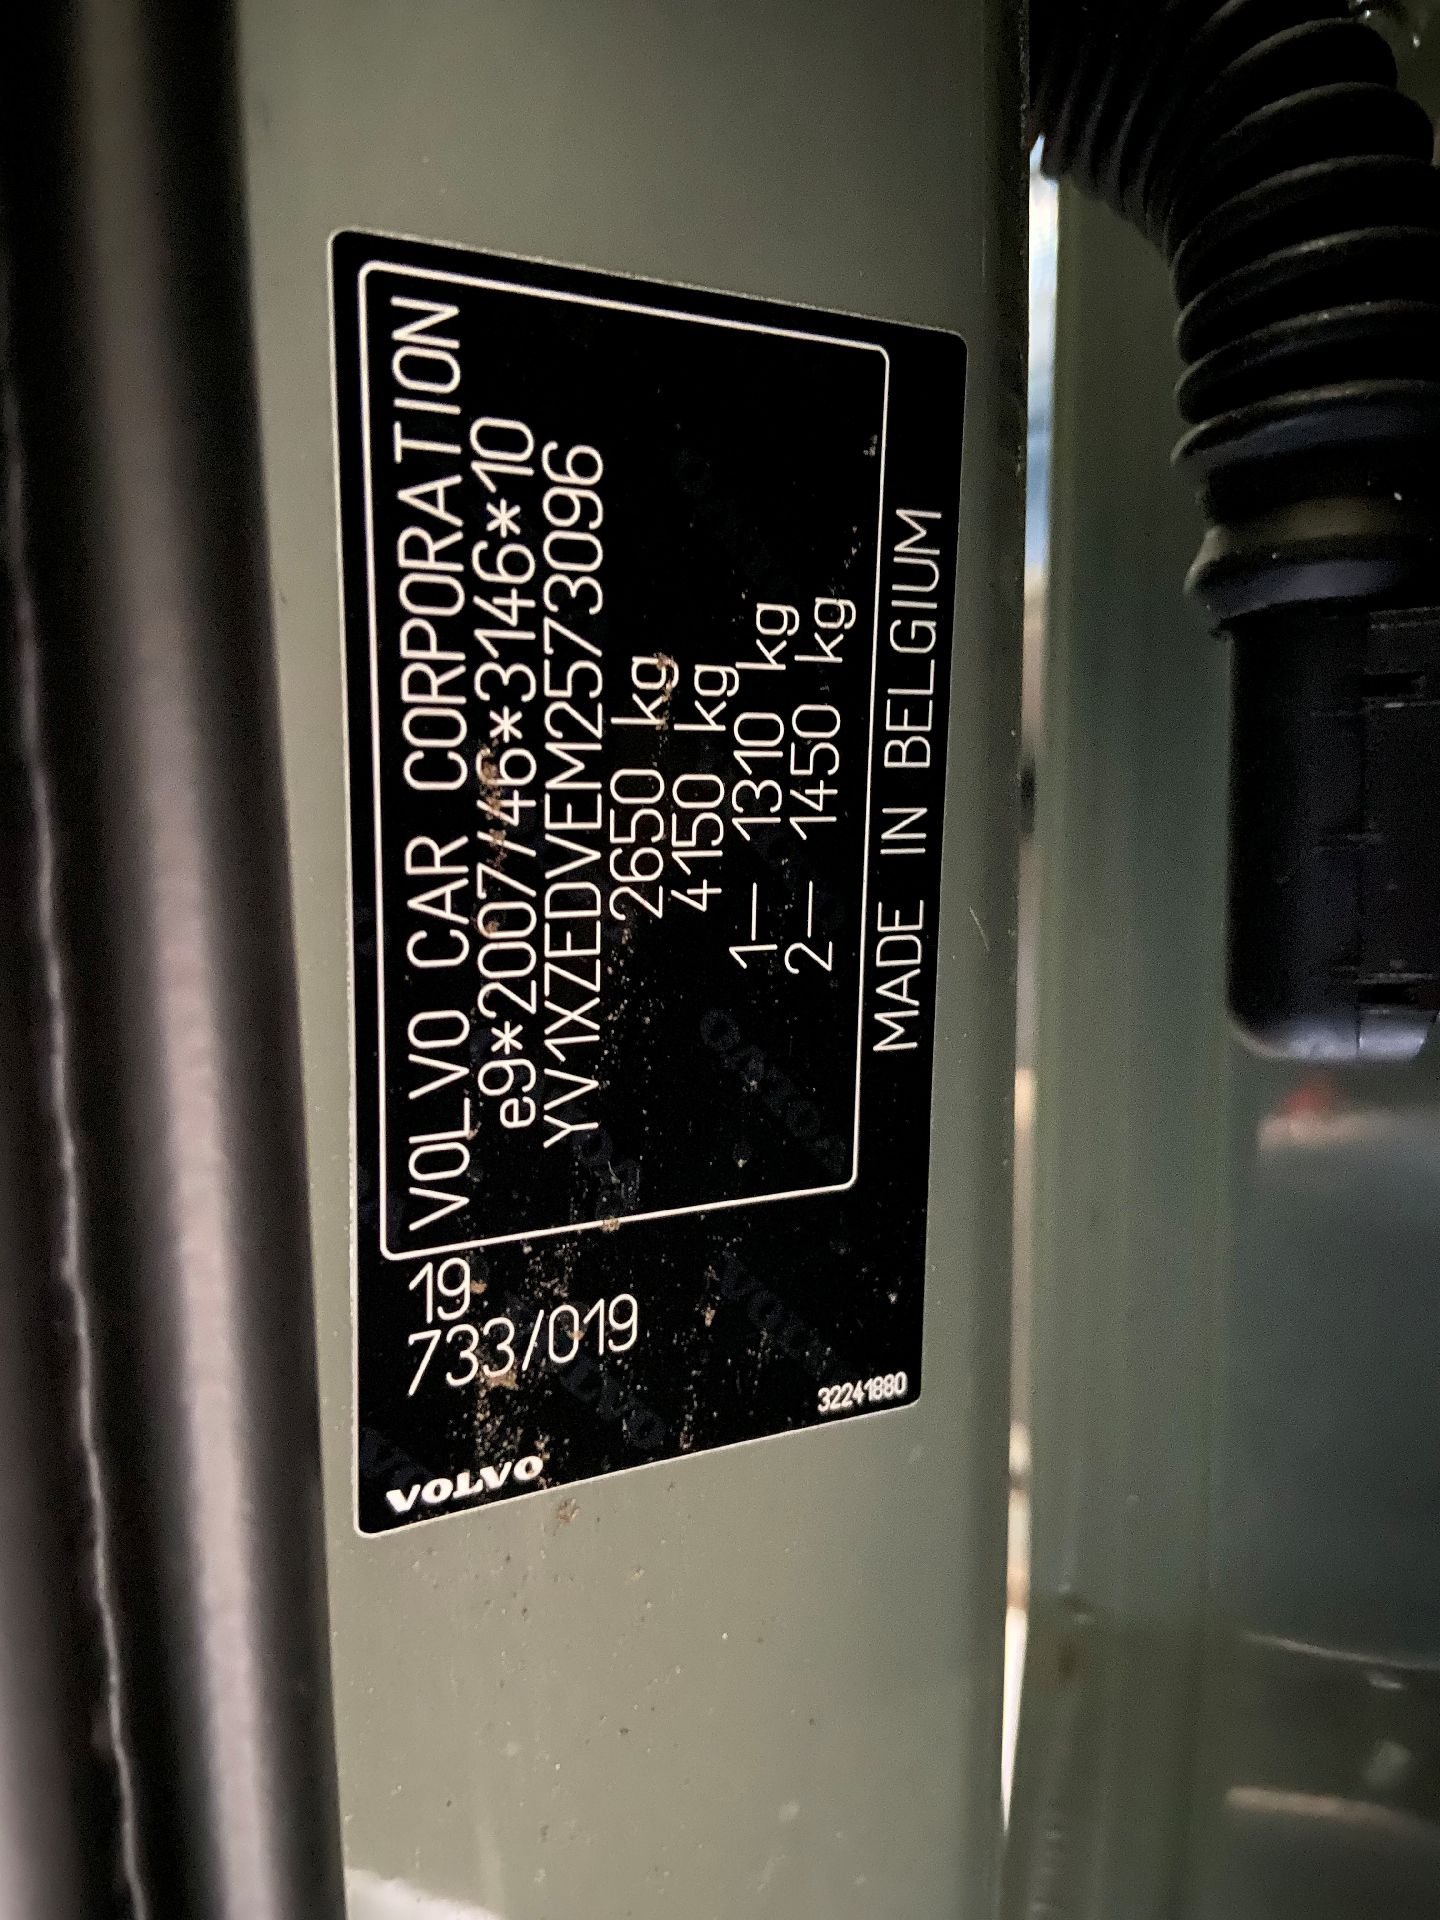 VOLVO CAR CORPORATION
e9*2007/46*3146*10
YV1XZEDVEM2573096
2650 kg
4150 kg
1– 1310 kg
2– 1450 kg
MADE IN BELGIUM
19
733/019
VOLVO
32241880